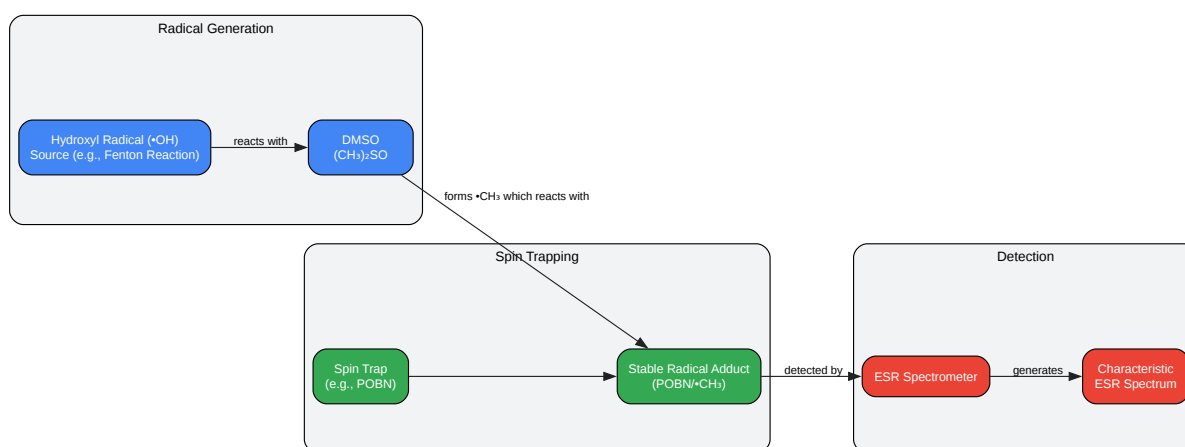 Radical Generation
Hydroxyl Radical (•OH)
Source (e.g., Fenton Reaction)
reacts with
DMSO
(CH₃)₂SO
forms •CH₃ which reacts with
Spin Trapping
Spin Trap
(e.g., POBN)
Stable Radical Adduct
(POBN/•CH₃)
detected by
Detection
ESR Spectrometer
generates
Characteristic
ESR Spectrum